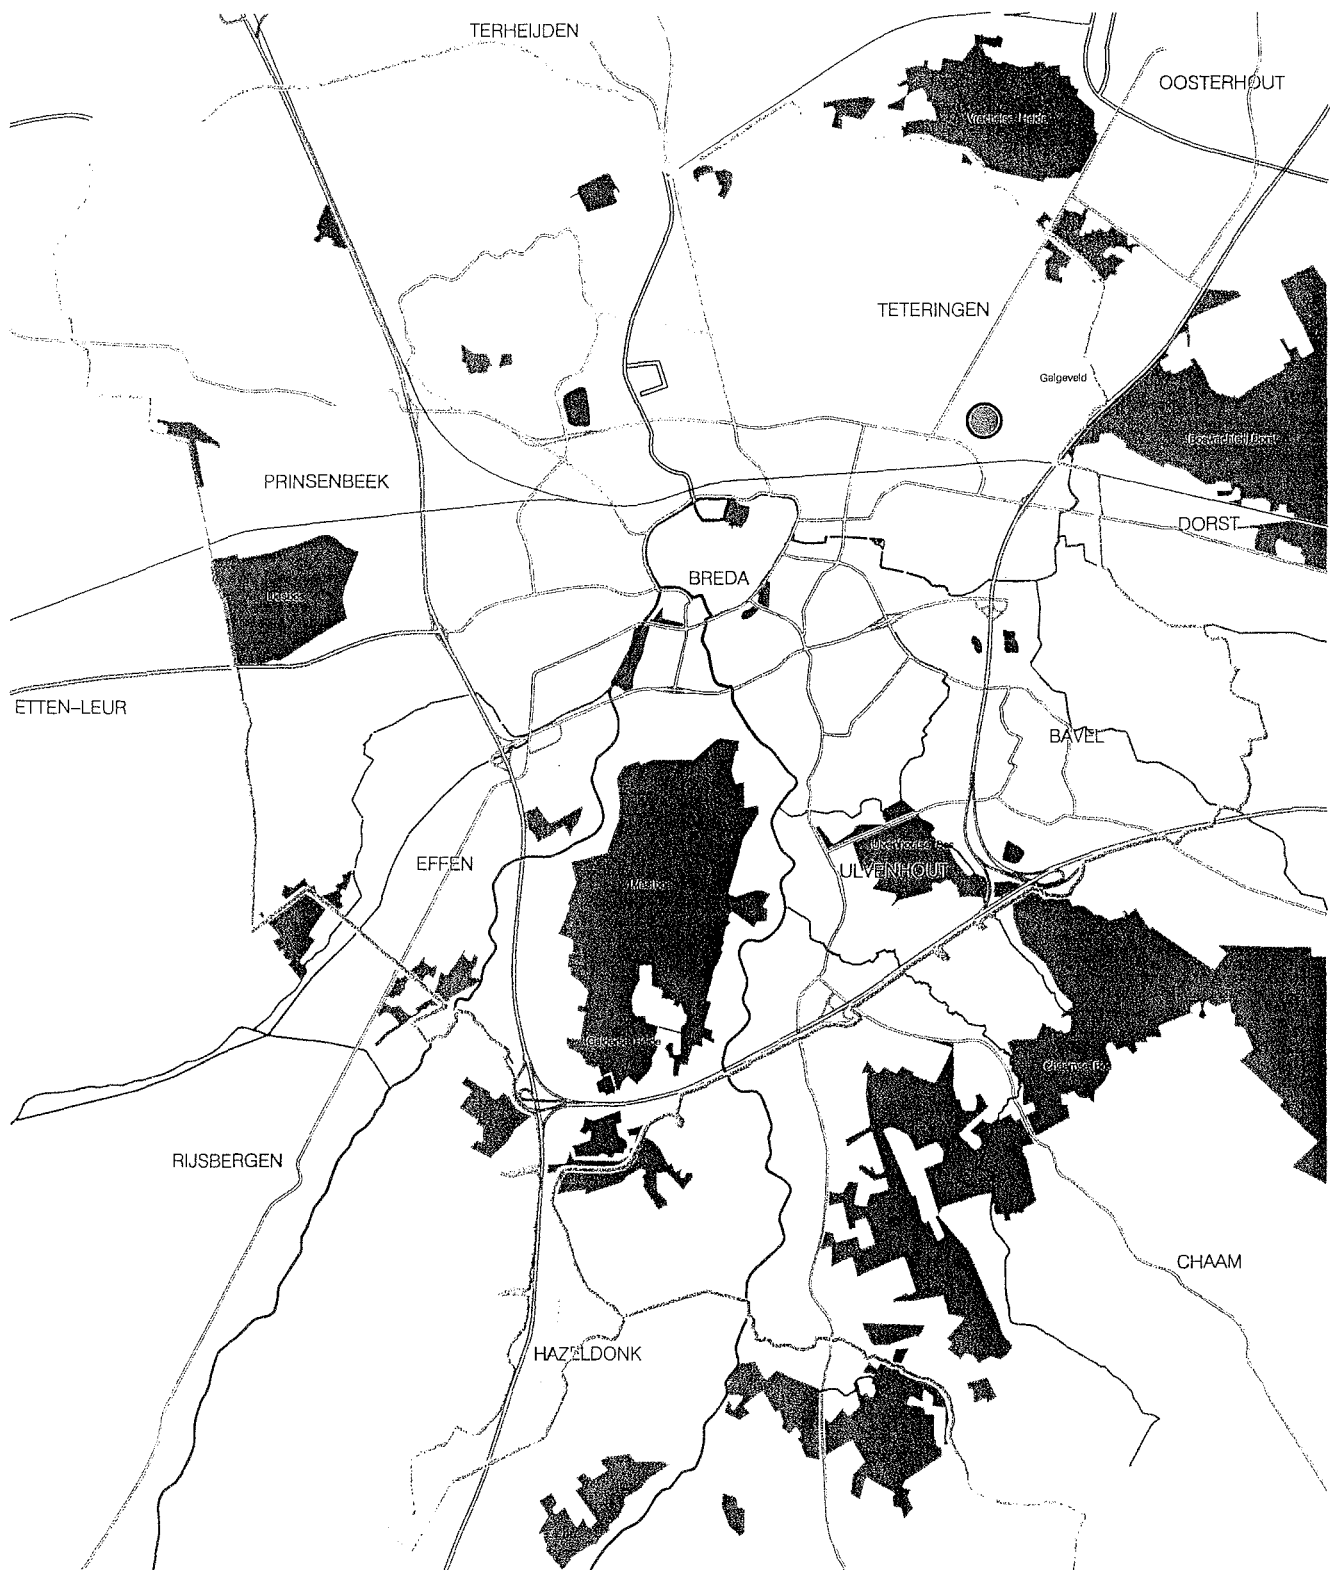 TERHEIJDEN
OOSTERHOUT
TETERINGEN
Galgeveld
PRINSENBEEK
DORST
BREDA
ETTEN-LEUR
BAVEL
EFFEN
ULVENHOUT
RIJSBERGEN
CHAAM
HAZELDONK